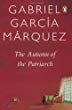 GABRIEL
GARCÍA
MÁRQUEZ
The Autumn of
the Patriarch